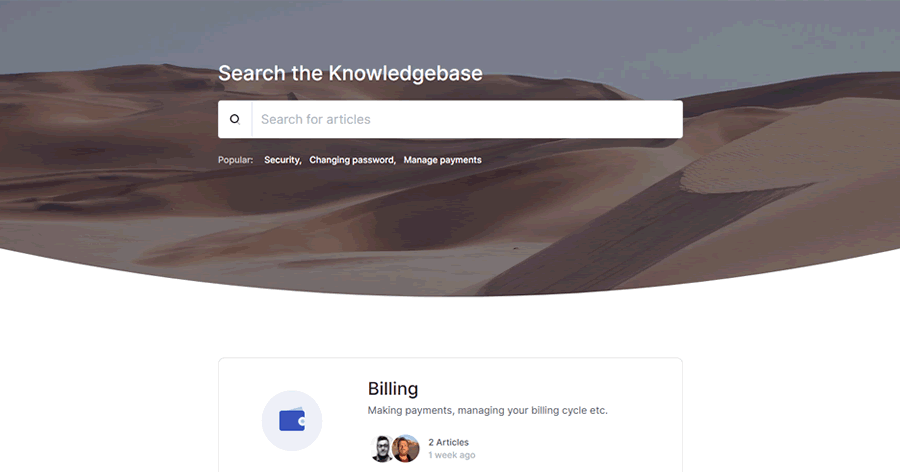 Search the Knowledgebase
Search for articles
Popular: Security, Changing password, Manage payments
Billing
Making payments, managing your billing cycle etc.
2 Articles
1 week ago